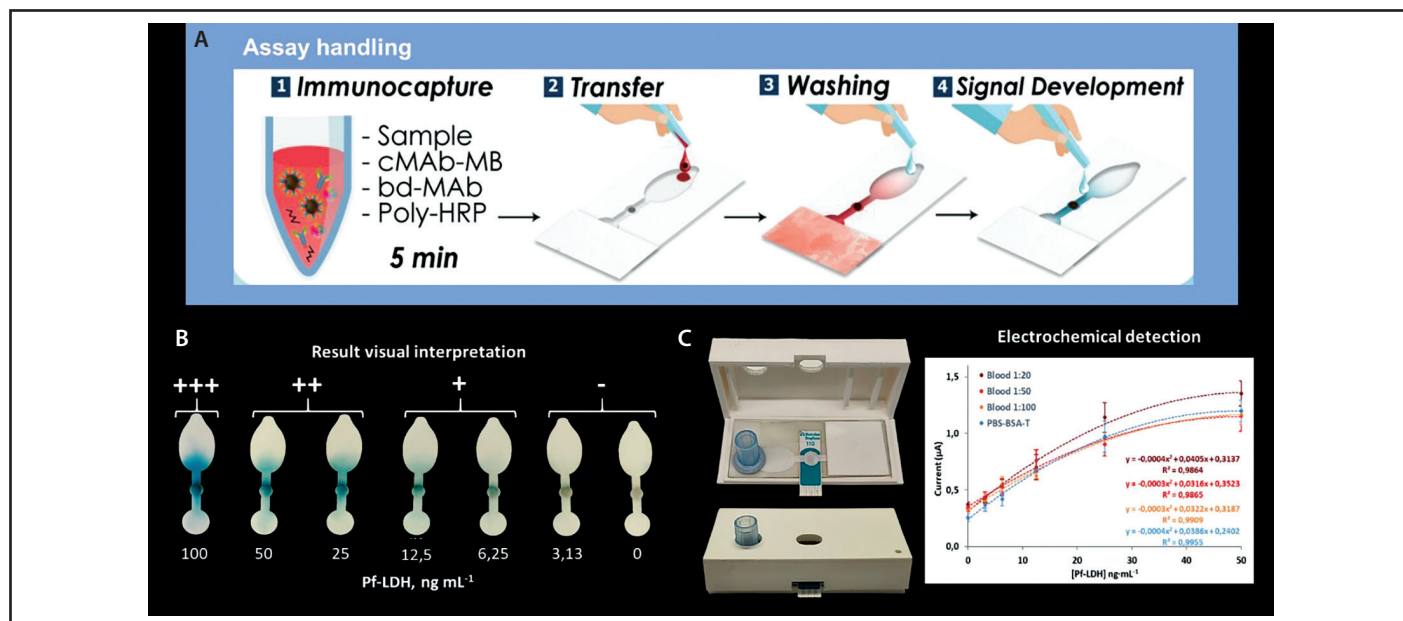 A
Assay handling
1 Immunocapture
- Sample
- cMAb-MB
- bd-MAb
- Poly-HRP
5 min
2 Transfer
3 Washing
4 Signal Development
B
Result visual interpretation
+++
++
+
-
100
50
25
12,5
6,25
3,13
0
Pf-LDH, ng mL-1
C
110
Electrochemical detection
Blood 1:20
Blood 1:50
Blood 1:100
PBS-BSA-T
1,5
1,0
0,5
0,0
Current (µA)
y = -0,0004x² + 0,0405x + 0,3137
R² = 0,9864
y = -0,0003x² + 0,0316x + 0,3523
R² = 0,9865
y = -0,0003x² + 0,0322x + 0,3187
R² = 0,9909
y = -0,0004x² + 0,0386x + 0,2402
R² = 0,9955
0
10
20
30
40
50
[Pf-LDH] ng·mL-1